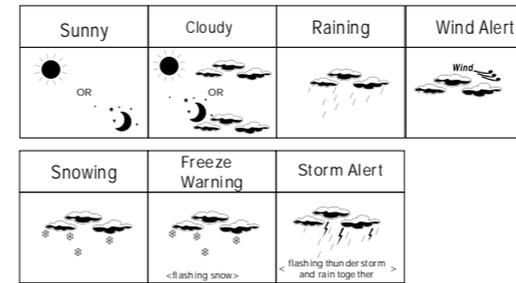 Sunny
Cloudy
Raining
Wind Alert
OR
OR
Wind
Snowing
Freeze
Warning
Storm Alert
<flashing snow>
< flashing thunder storm
and rain together >